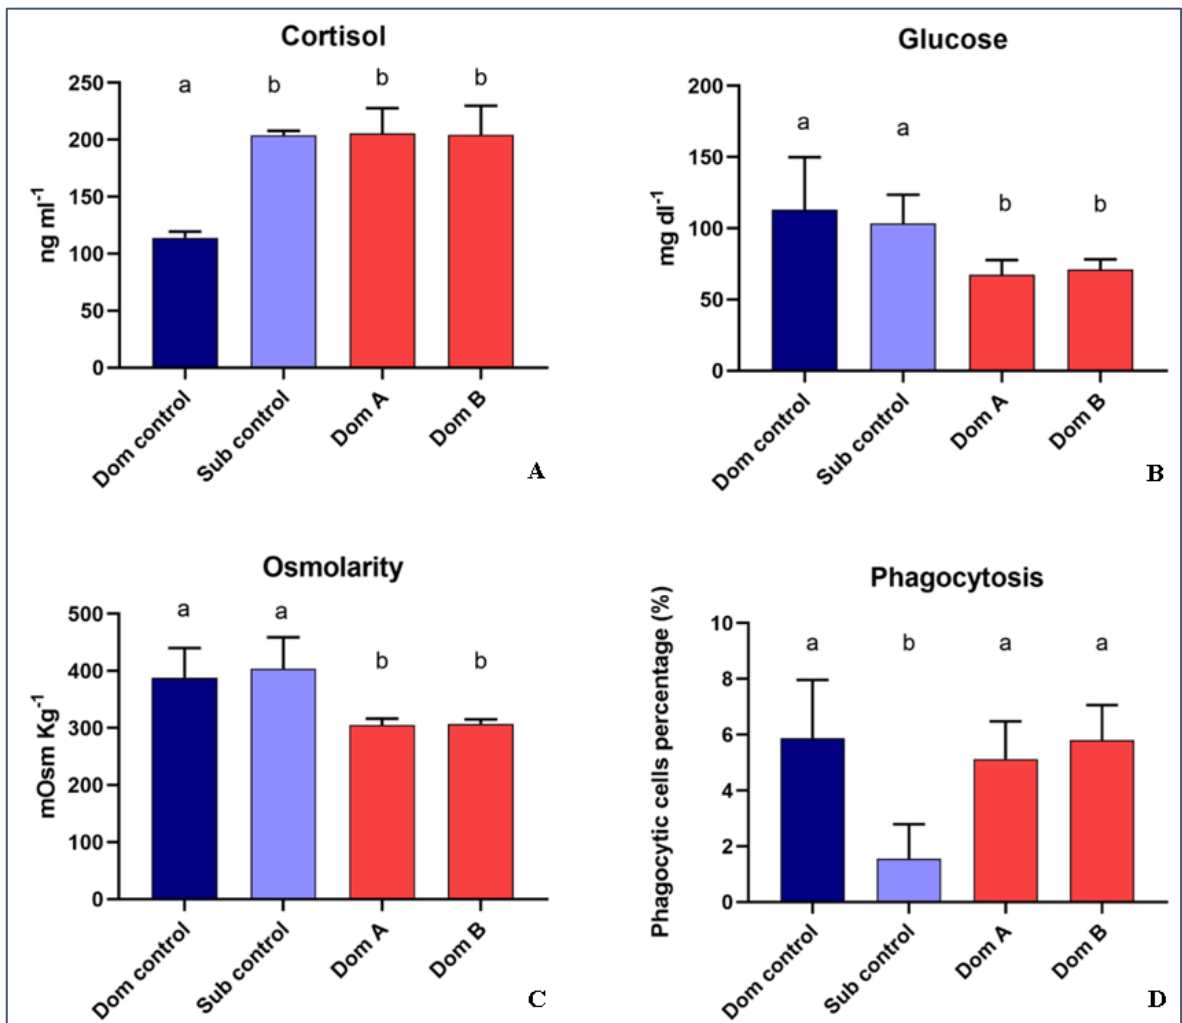 Cortisol
250
200
150
100
50
0
ng ml-1
a
b
b
b
Dom control
Sub control
Dom A
Dom B
A
Glucose
200
150
100
50
0
mg dl-1
a
a
b
b
Dom control
Sub control
Dom A
Dom B
B
Osmolarity
500
400
300
200
100
0
mOsm Kg-1
a
a
b
b
Dom control
Sub control
Dom A
Dom B
C
Phagocytosis
10
8
6
4
2
0
Phagocytic cells percentage (%)
a
b
a
a
Dom control
Sub control
Dom A
Dom B
D